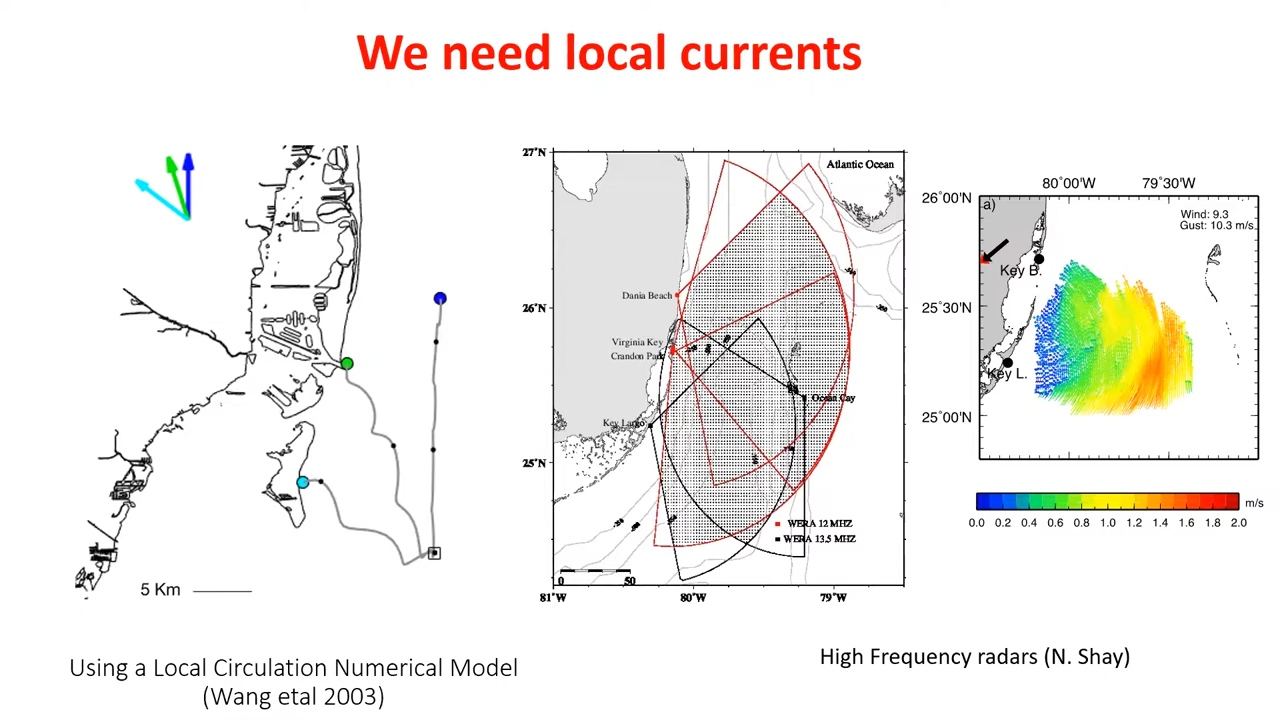 We need local currents
5 Km
Using a Local Circulation Numerical Model
(Wang etal 2003)
27°N
26°N
25°N
81°W
80°W
79°W
Atlantic Ocean
Dania Beach
Virginia Key
Crandon Park
Key Largo
Ocean Cay
WERA 12 MHZ
WERA 13.5 MHZ
0
50
80°00'W
79°30'W
26°00'N
25°30'N
25°00'N
a)
Wind: 9.3
Gust: 10.3 m/s
Key B.
Key L.
m/s
0.0 0.2 0.4 0.6 0.8 1.0 1.2 1.4 1.6 1.8 2.0
High Frequency radars (N. Shay)